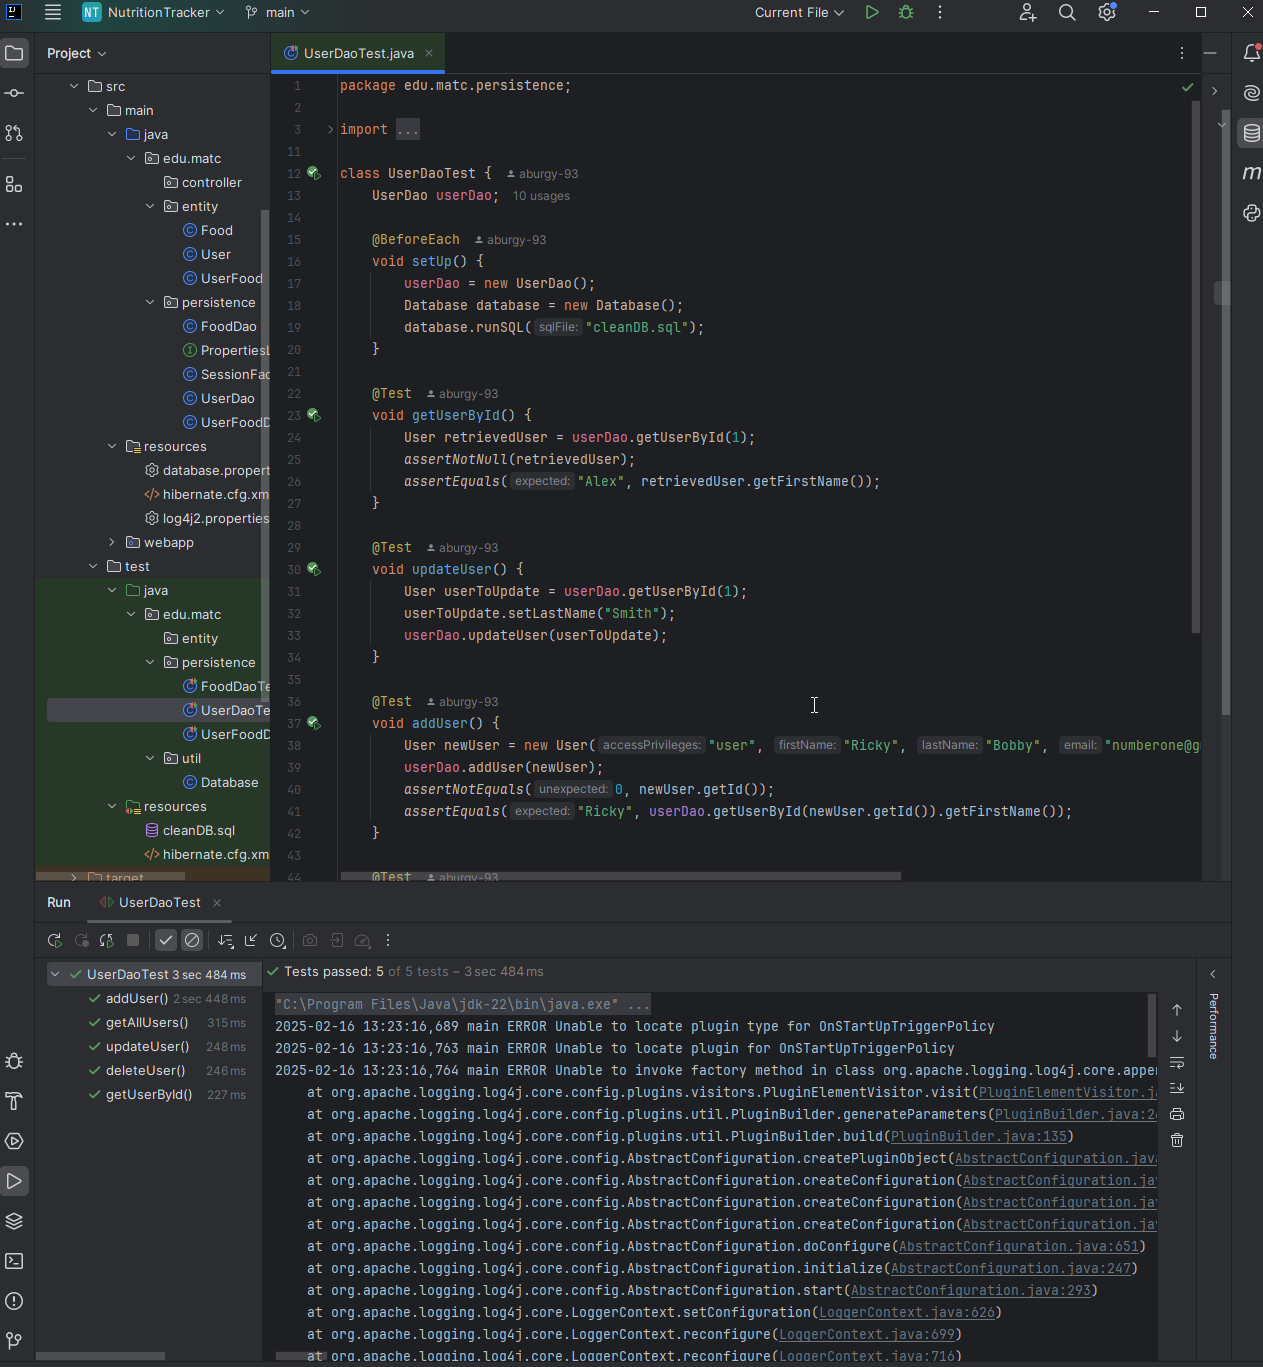 NT NutritionTracker main Current File
Project
UserDaoTest.java
src
main
java
edu.matc
controller
entity
Food
User
UserFood
persistence
FoodDao
PropertiesL
SessionFac
UserDao
UserFoodD
resources
database.propert
hibernate.cfg.xm
log4j2.properties
webapp
test
java
edu.matc
entity
persistence
FoodDaoTe
UserDaoTe
UserFoodD
util
Database
resources
cleanDB.sql
hibernate.cfg.xm
target
1 package edu.matc.persistence;
2
3 import ...
11
12 class UserDaoTest { aburgy-93
13 UserDao userDao; 10 usages
14
15 @BeforeEach aburgy-93
16 void setUp() {
17 userDao = new UserDao();
18 Database database = new Database();
19 database.runSQL( sqlFile: "cleanDB.sql");
20 }
21
22 @Test aburgy-93
23 void getUserById() {
24 User retrievedUser = userDao.getUserById(1);
25 assertNotNull(retrievedUser);
26 assertEquals( expected: "Alex", retrievedUser.getFirstName());
27 }
28
29 @Test aburgy-93
30 void updateUser() {
31 User userToUpdate = userDao.getUserById(1);
32 userToUpdate.setLastName("Smith");
33 userDao.updateUser(userToUpdate);
34 }
35
36 @Test aburgy-93
37 void addUser() {
38 User newUser = new User( accessPrivileges: "user", firstName: "Ricky", lastName: "Bobby", email: "numberone@g
39 userDao.addUser(newUser);
40 assertNotEquals( unexpected: 0, newUser.getId());
41 assertEquals( expected: "Ricky", userDao.getUserById(newUser.getId()).getFirstName());
42 }
43
44 @Test aburgy-93
Run UserDaoTest
UserDaoTest 3 sec 484 ms
addUser() 2 sec 448 ms
getAllUsers() 315 ms
updateUser() 248 ms
deleteUser() 246 ms
getUserById() 227 ms
Tests passed: 5 of 5 tests – 3 sec 484 ms
"C:\Program Files\Java\jdk-22\bin\java.exe" ...
2025-02-16 13:23:16,689 main ERROR Unable to locate plugin type for OnSTartUpTriggerPolicy
2025-02-16 13:23:16,763 main ERROR Unable to locate plugin for OnSTartUpTriggerPolicy
2025-02-16 13:23:16,764 main ERROR Unable to invoke factory method in class org.apache.logging.log4j.core.apper
at org.apache.logging.log4j.core.config.plugins.visitors.PluginElementVisitor.visit(PluginElementVisitor.j
at org.apache.logging.log4j.core.config.plugins.util.PluginBuilder.generateParameters(PluginBuilder.java:2
at org.apache.logging.log4j.core.config.plugins.util.PluginBuilder.build(PluginBuilder.java:135)
at org.apache.logging.log4j.core.config.AbstractConfiguration.createPluginObject(AbstractConfiguration.jav
at org.apache.logging.log4j.core.config.AbstractConfiguration.createConfiguration(AbstractConfiguration.ja
at org.apache.logging.log4j.core.config.AbstractConfiguration.createConfiguration(AbstractConfiguration.ja
at org.apache.logging.log4j.core.config.AbstractConfiguration.createConfiguration(AbstractConfiguration.ja
at org.apache.logging.log4j.core.config.AbstractConfiguration.doConfigure(AbstractConfiguration.java:651)
at org.apache.logging.log4j.core.config.AbstractConfiguration.initialize(AbstractConfiguration.java:247)
at org.apache.logging.log4j.core.config.AbstractConfiguration.start(AbstractConfiguration.java:293)
at org.apache.logging.log4j.core.LoggerContext.setConfiguration(LoggerContext.java:626)
at org.apache.logging.log4j.core.LoggerContext.reconfigure(LoggerContext.java:699)
at org.apache.logging.log4j.core.LoggerContext.reconfigure(LoggerContext.java:716)
Performance